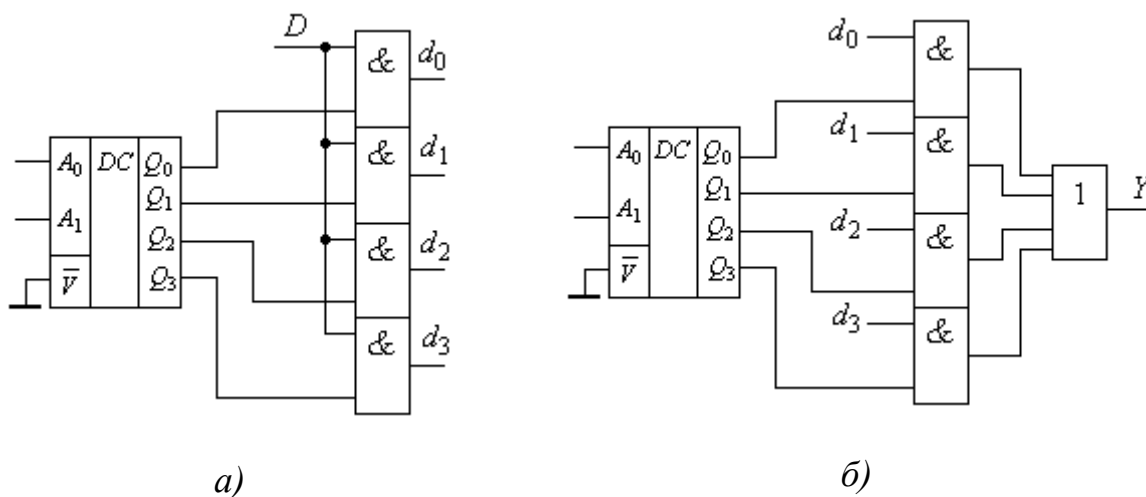 D
& d₀
& d₁
& d₂
& d₃
A₀ DC Q₀
A₁ Q₁
Q₂
V̅ Q₃
а)
d₀ &
d₁ &
d₂ &
d₃ &
A₀ DC Q₀
A₁ Q₁
Q₂
V̅ Q₃
1 Y
б)